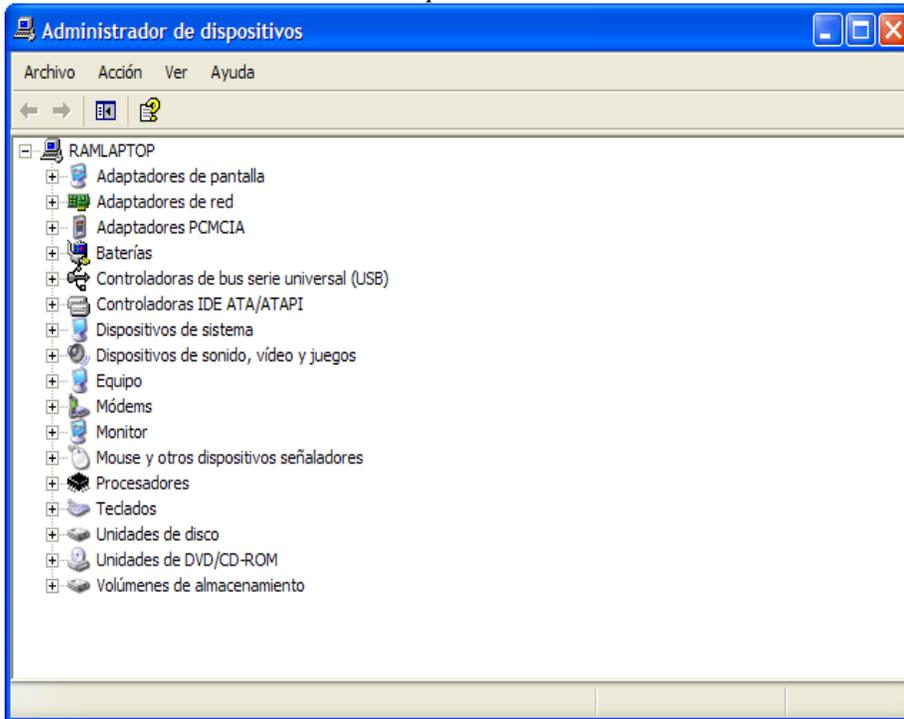 Administrador de dispositivos
Archivo Acción Ver Ayuda
RAMLAPTOP
Adaptadores de pantalla
Adaptadores de red
Adaptadores PCMCIA
Baterías
Controladoras de bus serie universal (USB)
Controladoras IDE ATA/ATAPI
Dispositivos de sistema
Dispositivos de sonido, vídeo y juegos
Equipo
Módems
Monitor
Mouse y otros dispositivos señaladores
Procesadores
Teclados
Unidades de disco
Unidades de DVD/CD-ROM
Volúmenes de almacenamiento